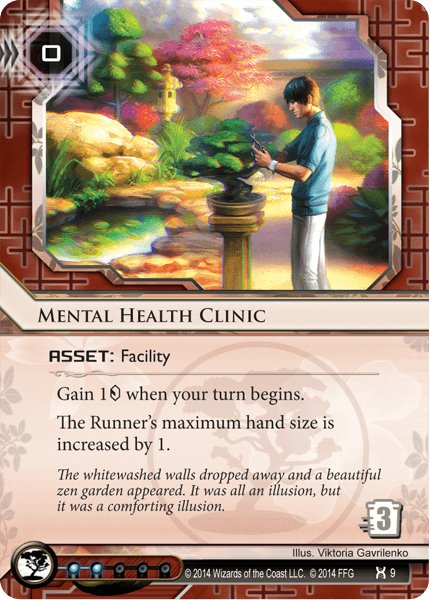 0
MENTAL HEALTH CLINIC
ASSET: Facility
Gain 1 when your turn begins.
The Runner's maximum hand size is
increased by 1.
The whitewashed walls dropped away and a beautiful
zen garden appeared. It was all an illusion, but
it was a comforting illusion.
3
Illus. Viktoria Gavrilenko
© 2014 Wizards of the Coast LLC. © 2014 FFG 9